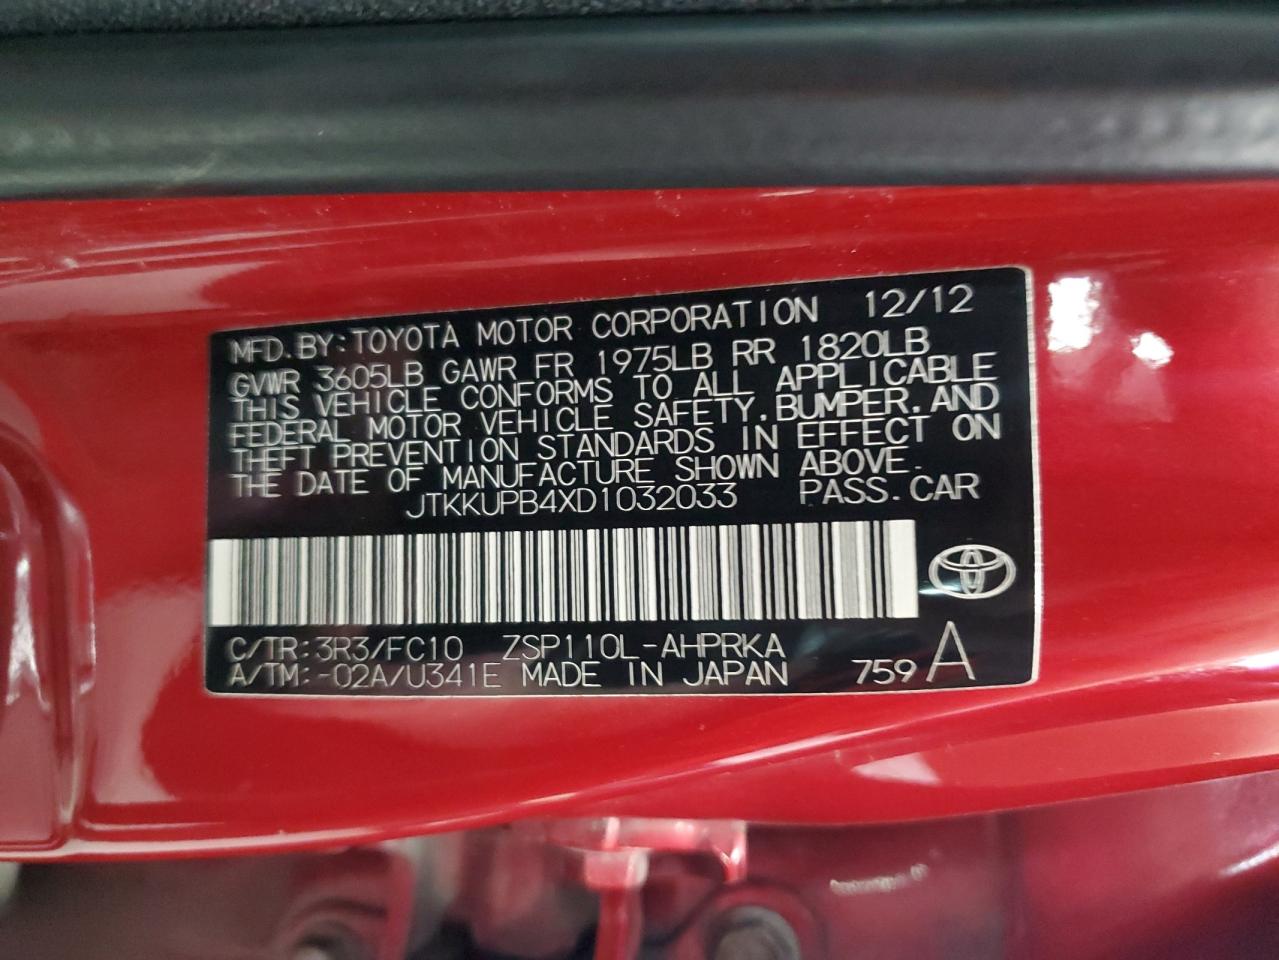 MFD.BY:TOYOTA MOTOR CORPORATION 12/12
GVWR 3605LB GAWR FR 1975LB RR 1820LB
THIS VEHICLE CONFORMS TO ALL APPLICABLE
FEDERAL MOTOR VEHICLE SAFETY,BUMPER,AND
THEFT PREVENTION STANDARDS IN EFFECT ON
THE DATE OF MANUFACTURE SHOWN ABOVE.
JTKKUPB4XD1032033 PASS.CAR
C/TR:3R3/FC10 ZSP110L-AHPRKA
A/TM:-02A/U341E MADE IN JAPAN 759 A